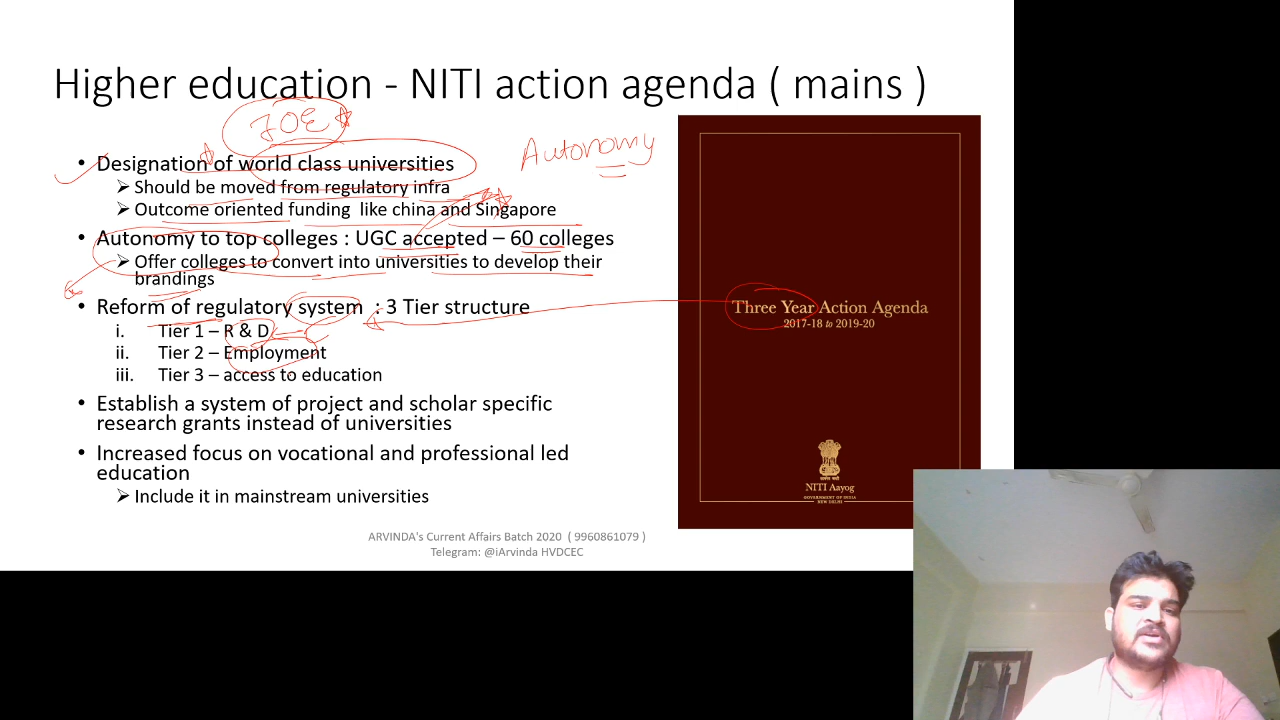 Higher education - NITI action agenda ( mains )
IOE
Autonomy
• Designation of world class universities
➢ Should be moved from regulatory infra
➢ Outcome oriented funding like china and Singapore
• Autonomy to top colleges : UGC accepted – 60 colleges
➢ Offer colleges to convert into universities to develop their
brandings
• Reform of regulatory system : 3 Tier structure
i. Tier 1 – R & D
ii. Tier 2 – Employment
iii. Tier 3 – access to education
• Establish a system of project and scholar specific
research grants instead of universities
• Increased focus on vocational and professional led
education
➢ Include it in mainstream universities
Three Year Action Agenda
2017-18 to 2019-20
सत्यमेव जयते
NITI Aayog
GOVERNMENT OF INDIA
NEW DELHI
ARVINDA's Current Affairs Batch 2020 ( 9960861079 )
Telegram: @iArvinda HVDCEC